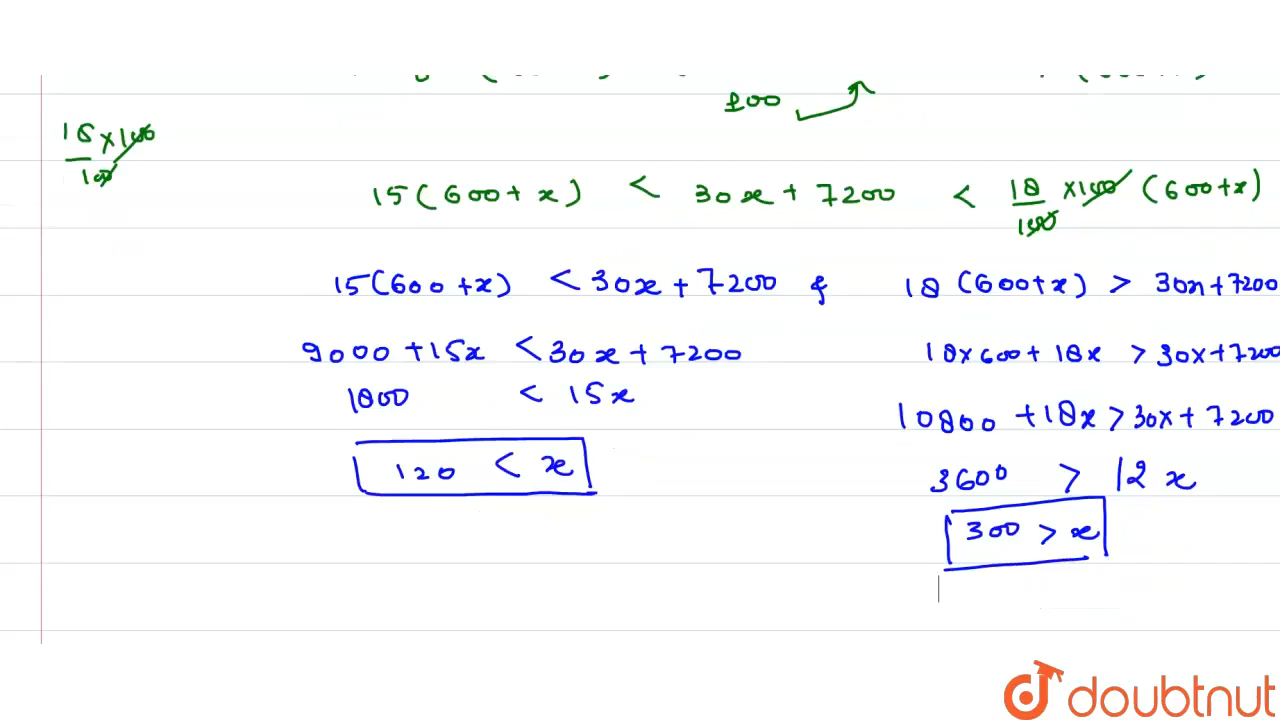 200
15 × 100
100
15 ( 600 + x ) < 30x + 7200 < 18/100 × 100 ( 600 + x )
15 ( 600 + x ) < 30x + 7200 & 18 ( 600 + x ) > 30x + 7200
9000 + 15x < 30x + 7200 18 × 600 + 18x > 30x + 7200
1800 < 15x 10800 + 18x > 30x + 7200
120 < x 3600 > 12x
300 > x
doubtnut